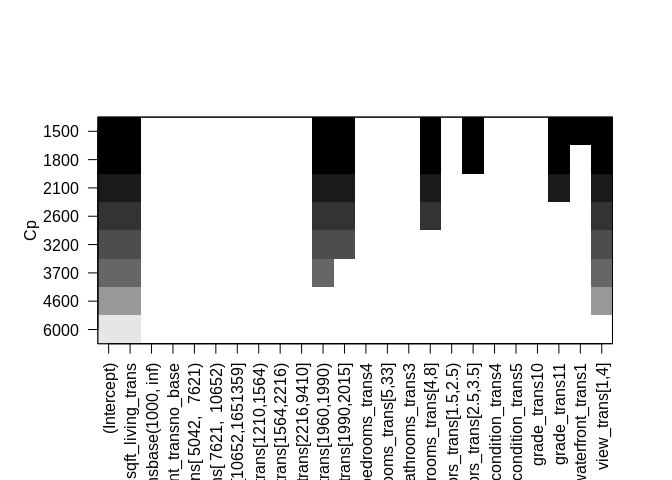 Cp
1500
1800
2100
2600
3200
3700
4600
6000
(Intercept)
sqft_living_trans
nsbase(1000, inf)
nt_transno_base
ns[ 5042, 7621)
ns[ 7621, 10652)
[10652,1651359]
trans[1210,1564)
trans[1564,2216)
trans[2216,9410]
trans[1960,1990)
trans[1990,2015]
bedrooms_trans4
ooms_trans[5,33]
athrooms_trans3
rooms_trans[4,8]
ors_trans[1.5,2.5)
ors_trans[2.5,3.5]
condition_trans4
condition_trans5
grade_trans10
grade_trans11
waterfront_trans1
view_trans[1,4]